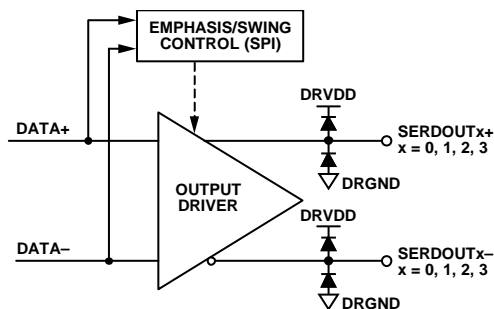 EMPHASIS/SWING
CONTROL (SPI)
DRVDD
DATA+
SERDOUTx+
x = 0, 1, 2, 3
DRGND
OUTPUT
DRIVER
DRVDD
DATA–
SERDOUTx–
x = 0, 1, 2, 3
DRGND